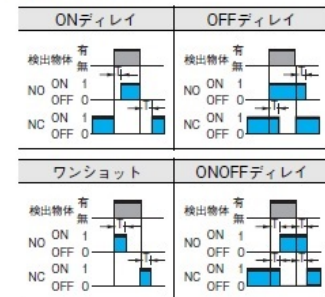 ONディレイ
検出物体 有
無
T
NO ON 1
OFF 0
T
NC ON 1
OFF 0
OFFディレイ
検出物体 有
無
T
NO ON 1
OFF 0
T
NC ON 1
OFF 0
ワンショット
検出物体 有
無
T
NO ON 1
OFF 0
T
NC ON 1
OFF 0
ONOFFディレイ
検出物体 有
無
T T
NO ON 1
OFF 0
T T
NC ON 1
OFF 0